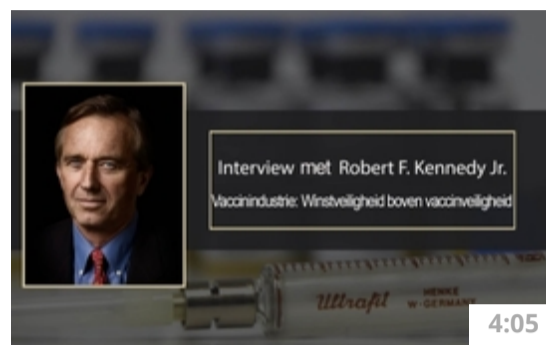 Interview met Robert F. Kennedy Jr.
Vaccinindustrie: Winstveiligheid boven vaccinveiligheid
Ultrafit HENKE
W-GERMANY
4:05